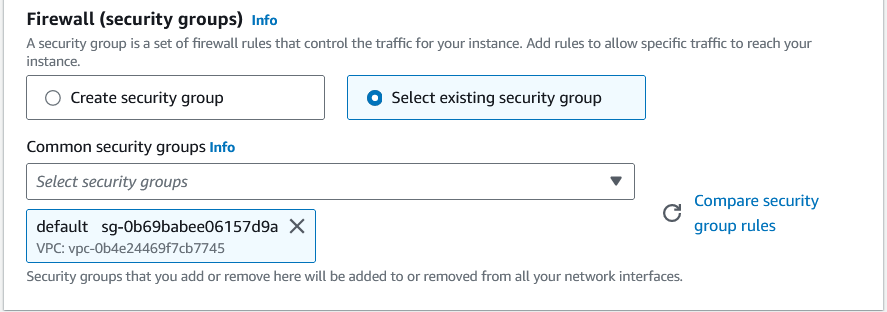 Firewall (security groups) Info
A security group is a set of firewall rules that control the traffic for your instance. Add rules to allow specific traffic to reach your
instance.
Create security group
Select existing security group
Common security groups Info
Select security groups
Compare security
group rules
default sg-0b69babee06157d9a
VPC: vpc-0b4e24469f7cb7745
Security groups that you add or remove here will be added to or removed from all your network interfaces.